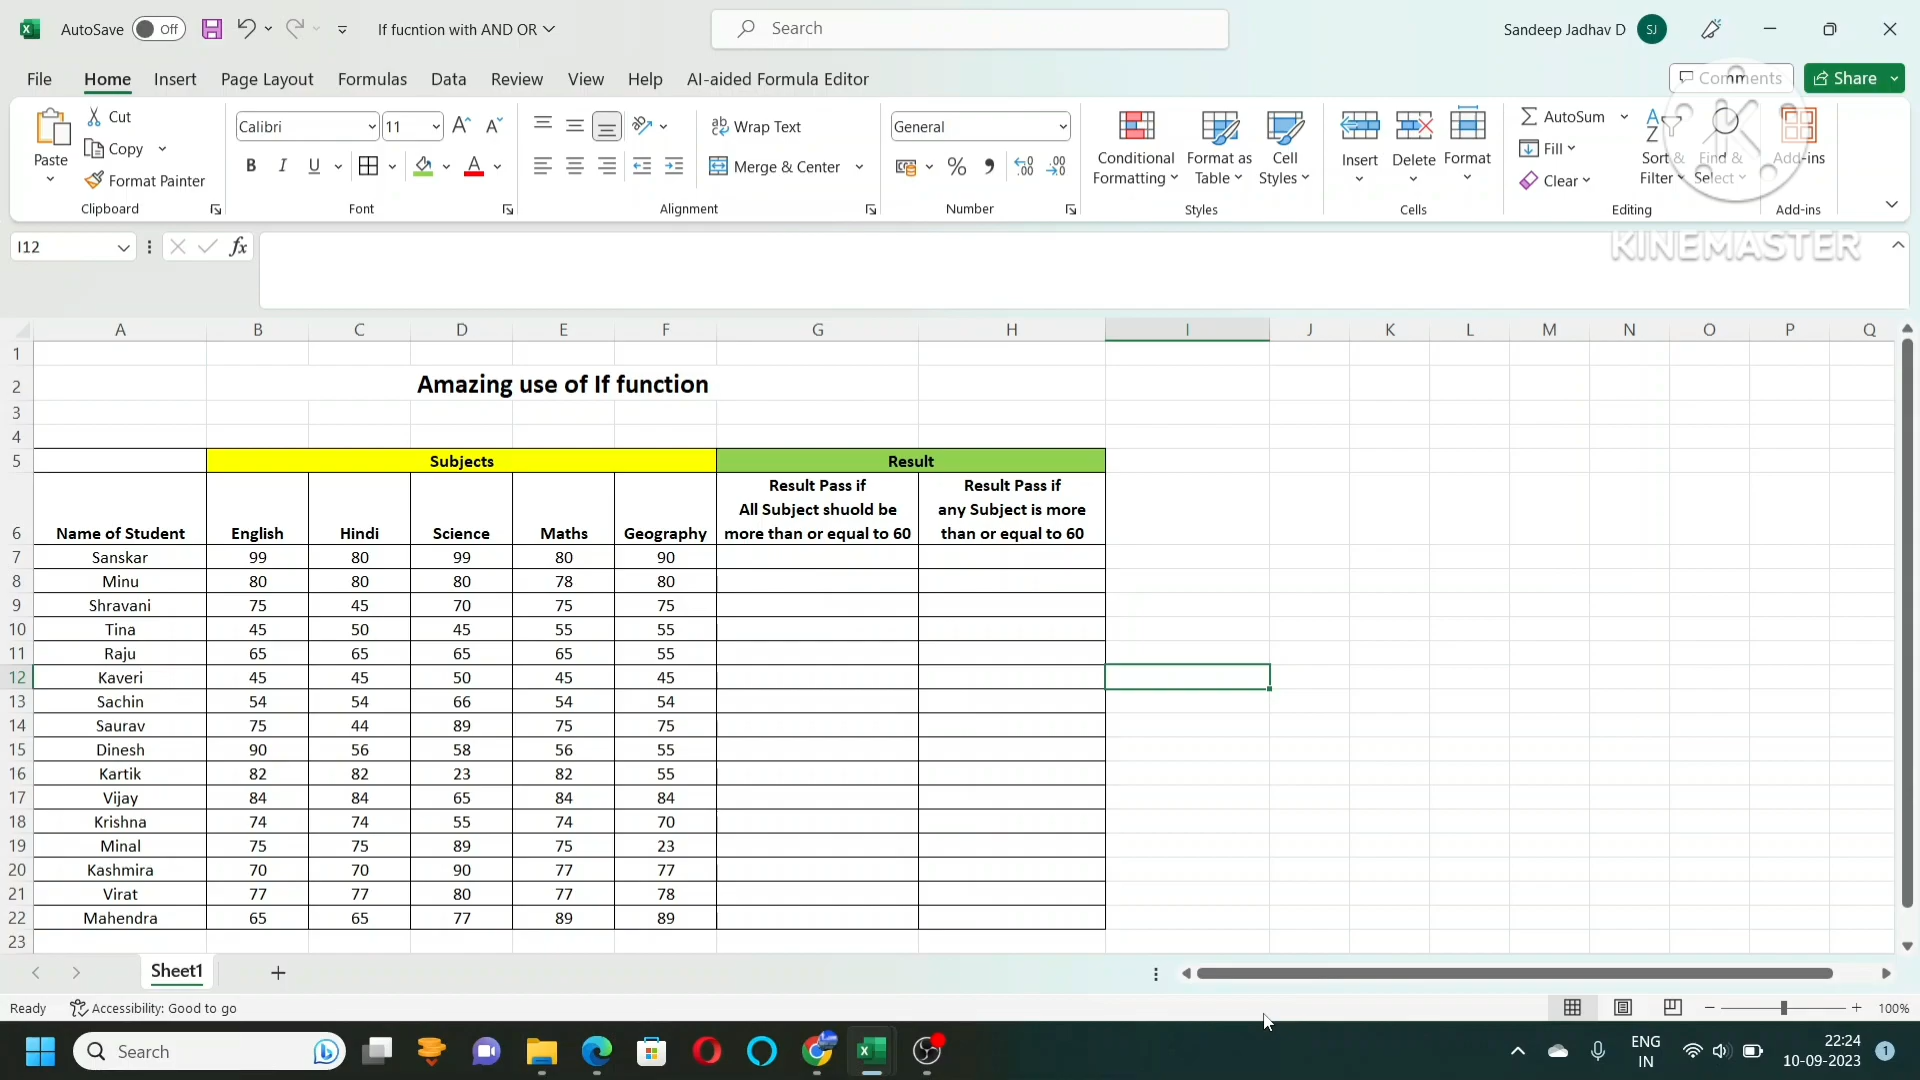 AutoSave Off If fucntion with AND OR Search Sandeep Jadhav D SJ
File Home Insert Page Layout Formulas Data Review View Help AI-aided Formula Editor Comments Share
Paste Cut Copy Format Painter Clipboard
Calibri 11 B I U A Font
Wrap Text Merge & Center Alignment
General % Number
Conditional Formatting Format as Table Cell Styles Styles
Insert Delete Format Cells
AutoSum Fill Clear Sort & Filter Find & Select Editing
Add-ins Add-ins
KINEMASTER
I12 fx
A B C D E F G H I J K L M N O P Q
1
2 Amazing use of If function
3
4
5 Subjects Result
Result Pass if Result Pass if
All Subject shuold be any Subject is more
6 Name of Student English Hindi Science Maths Geography more than or equal to 60 than or equal to 60
7 Sanskar 99 80 99 80 90
8 Minu 80 80 80 78 80
9 Shravani 75 45 70 75 75
10 Tina 45 50 45 55 55
11 Raju 65 65 65 65 55
12 Kaveri 45 45 50 45 45
13 Sachin 54 54 66 54 54
14 Saurav 75 44 89 75 75
15 Dinesh 90 56 58 56 55
16 Kartik 82 82 23 82 55
17 Vijay 84 84 65 84 84
18 Krishna 74 74 55 74 70
19 Minal 75 75 89 75 23
20 Kashmira 70 70 90 77 77
21 Virat 77 77 80 77 78
22 Mahendra 65 65 77 89 89
23
Sheet1
Ready Accessibility: Good to go 100%
Search ENG 22:24
IN 10-09-2023 1